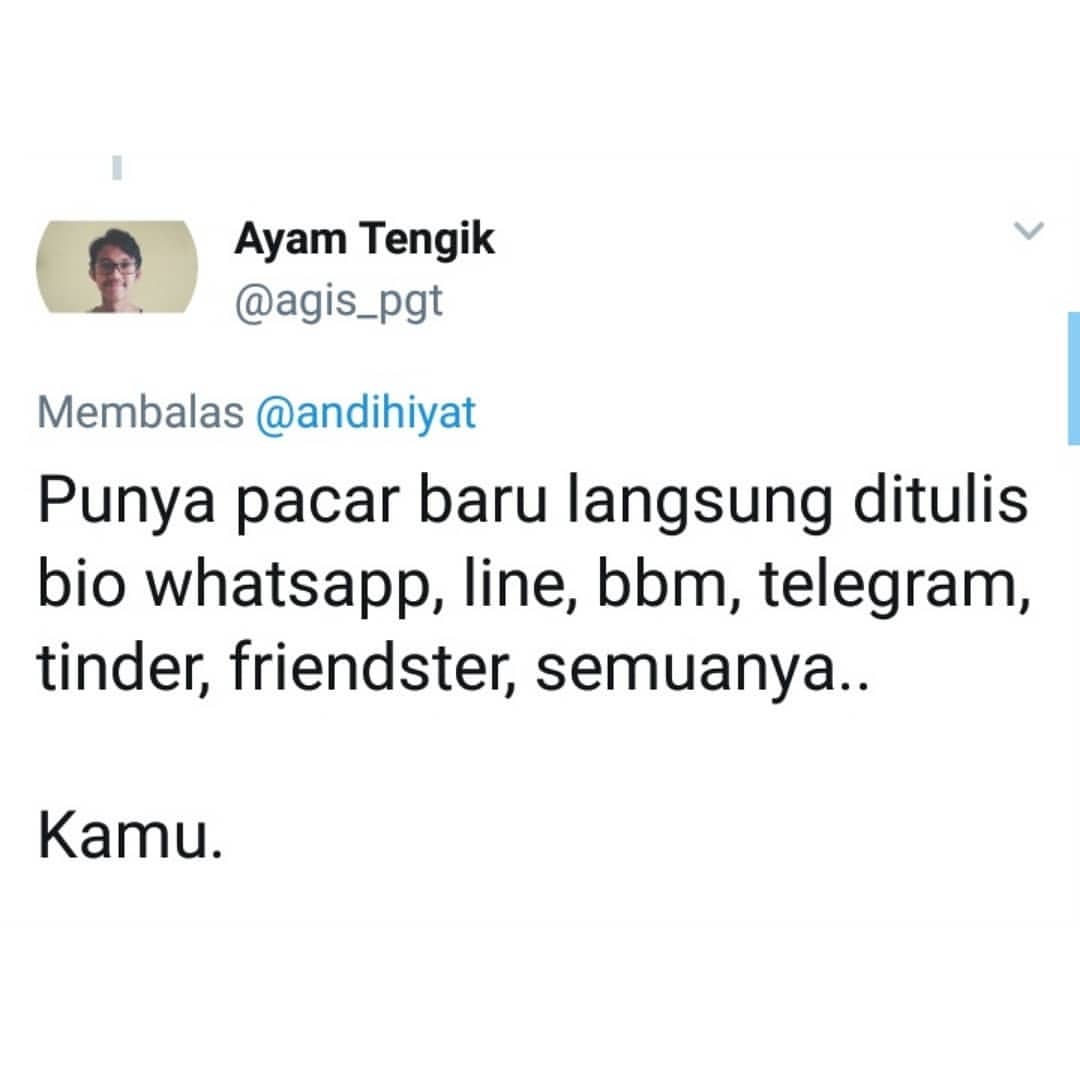 Ayam Tengik
@agis_pgt
Membalas @andihiyat
Punya pacar baru langsung ditulis
bio whatsapp, line, bbm, telegram,
tinder, friendster, semuanya..
Kamu.